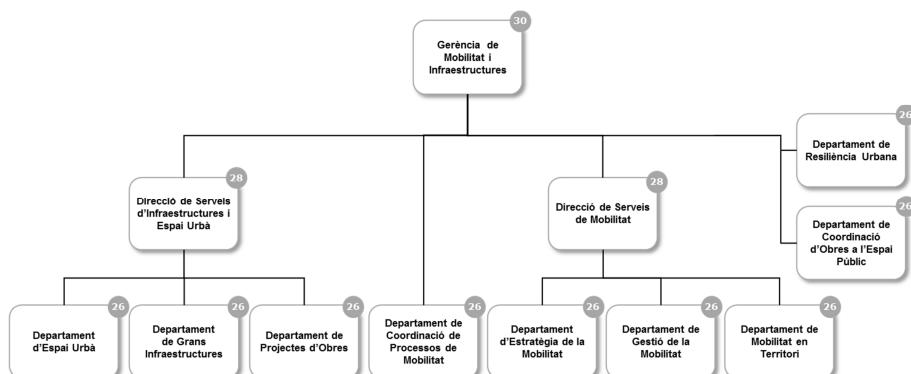 30
Gerència de
Mobilitat i
Infraestructures
26
Departament de
Resiliència Urbana
28
Direcció de Serveis
d'Infraestructures i
Espai Urbà
28
Direcció de Serveis
de Mobilitat
26
Departament de
Coordinació
d'Obres a l'Espai
Públic
26
Departament
d'Espai Urbà
26
Departament
de Grans
Infraestructures
26
Departament de
Projectes d'Obres
26
Departament de
Coordinació de
Processos de
Mobilitat
26
Departament
d'Estratègia de la
Mobilitat
26
Departament de
Gestió de la
Mobilitat
26
Departament de
Mobilitat en
Territori